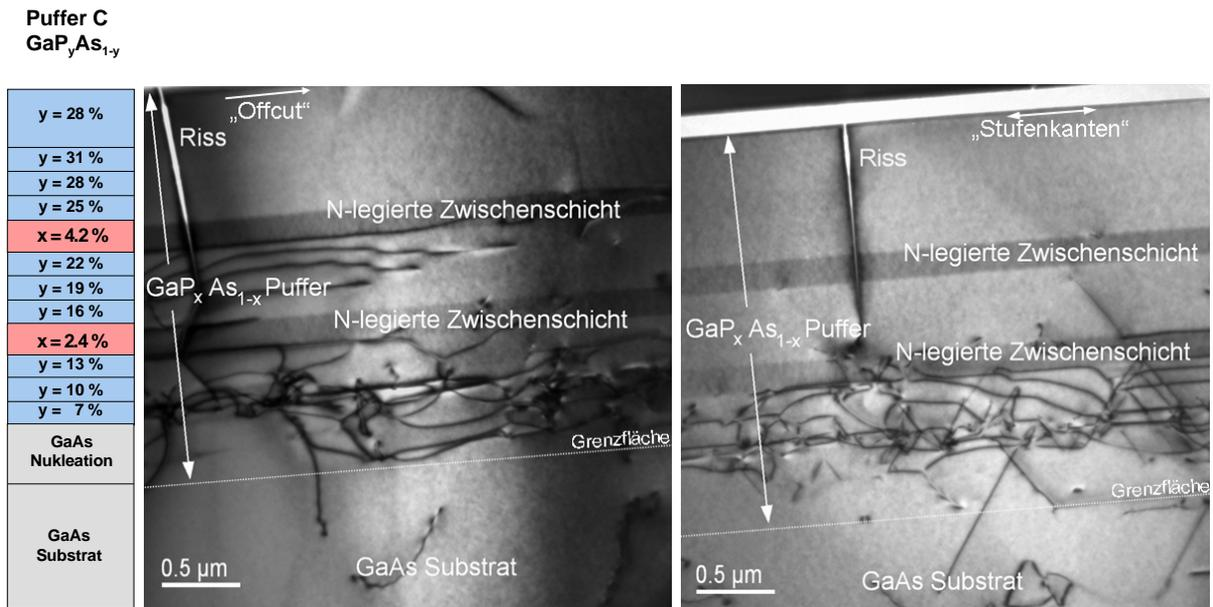 Puffer C
GaPyAs1-y
y = 28 %
y = 31 %
y = 28 %
y = 25 %
x = 4.2 %
y = 22 %
y = 19 %
y = 16 %
x = 2.4 %
y = 13 %
y = 10 %
y = 7 %
GaAs
Nukleation
GaAs
Substrat
„Offcut“
Riss
N-legierte Zwischenschicht
GaPx As1-x Puffer
N-legierte Zwischenschicht
Grenzfläche
GaAs Substrat
0.5 µm
„Stufenkanten“
Riss
N-legierte Zwischenschicht
GaPx As1-x Puffer
N-legierte Zwischenschicht
Grenzfläche
0.5 µm
GaAs Substrat